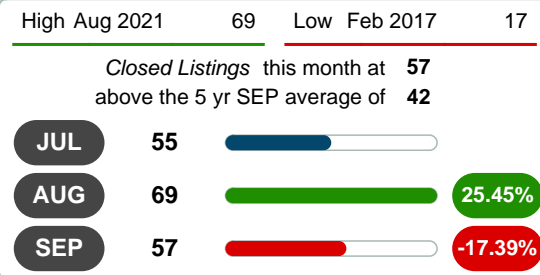 High Aug 2021 69 Low Feb 2017 17
Closed Listings this month at 57
above the 5 yr SEP average of 42
JUL 55
AUG 69 25.45%
SEP 57 -17.39%